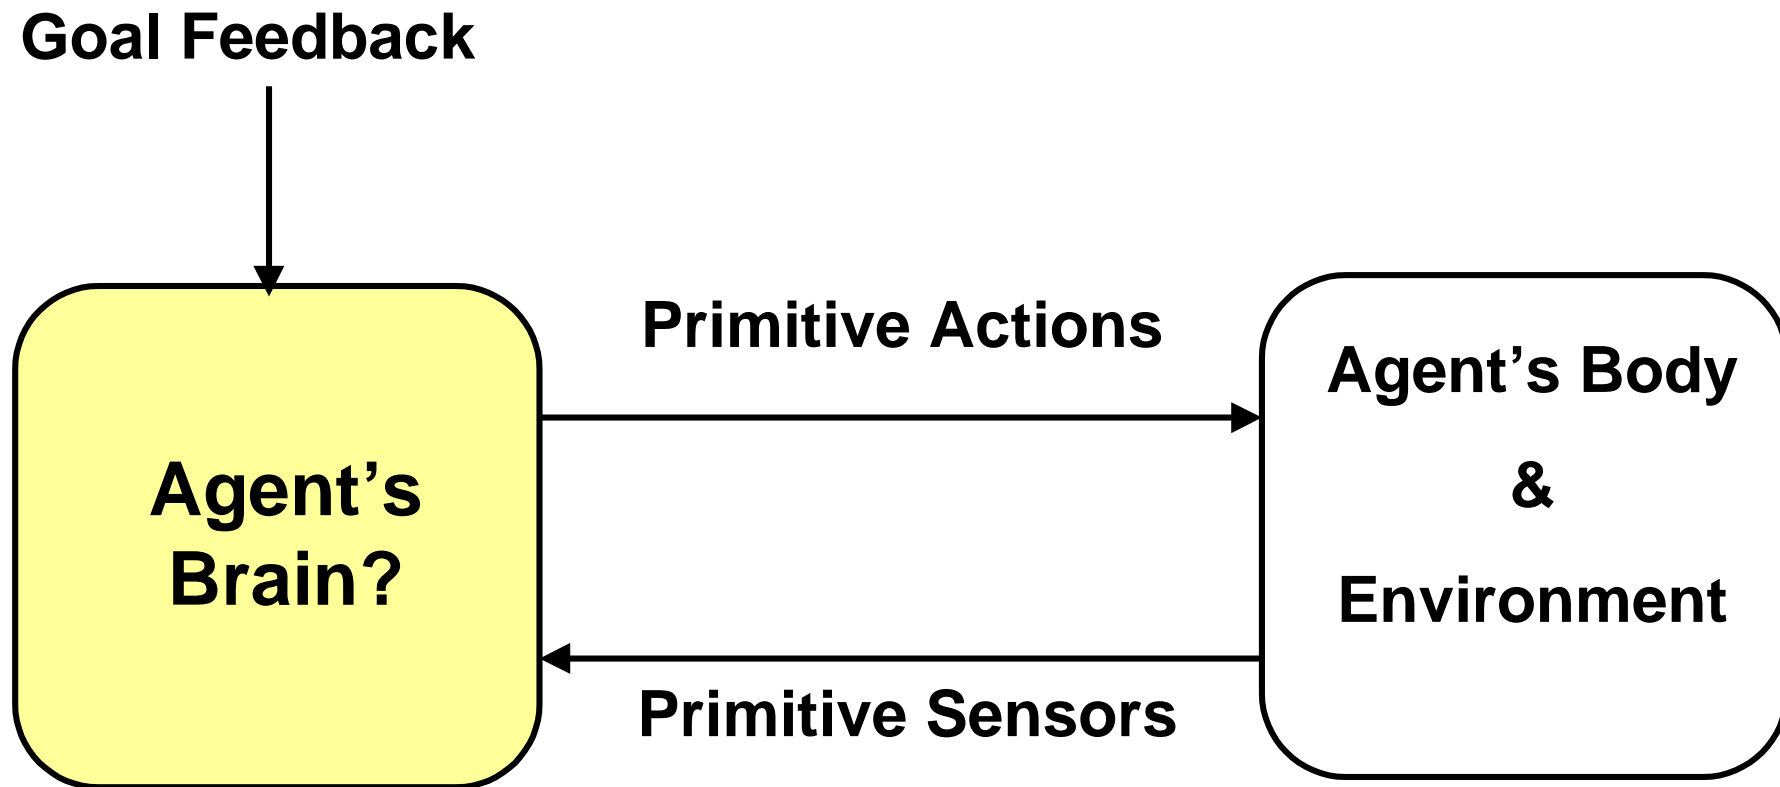 Goal Feedback
Primitive Actions
Agent’s
Brain?
Agent’s Body
&
Environment
Primitive Sensors